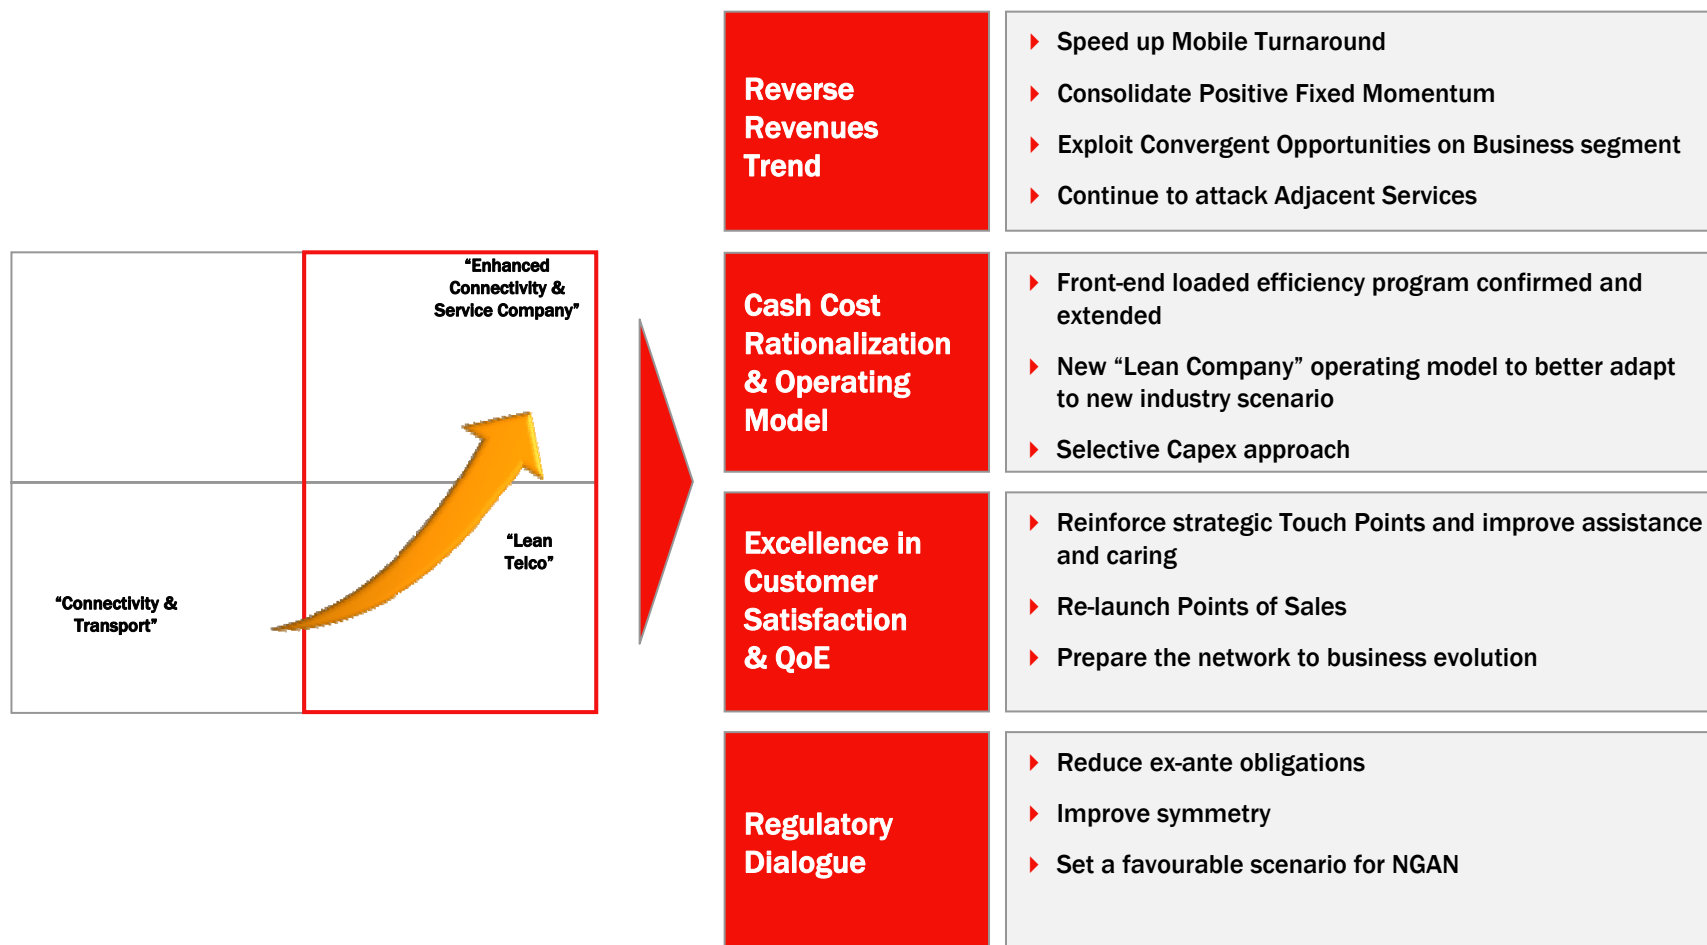 “Enhanced
Connectivity &
Service Company”
“Lean
Telco”
“Connectivity &
Transport”
Reverse
Revenues
Trend
Speed up Mobile Turnaround
Consolidate Positive Fixed Momentum
Exploit Convergent Opportunities on Business segment
Continue to attack Adjacent Services
Cash Cost
Rationalization
& Operating
Model
Front-end loaded efficiency program confirmed and
extended
New “Lean Company” operating model to better adapt
to new industry scenario
Selective Capex approach
Excellence in
Customer
Satisfaction
& QoE
Reinforce strategic Touch Points and improve assistance
and caring
Re-launch Points of Sales
Prepare the network to business evolution
Regulatory
Dialogue
Reduce ex-ante obligations
Improve symmetry
Set a favourable scenario for NGAN